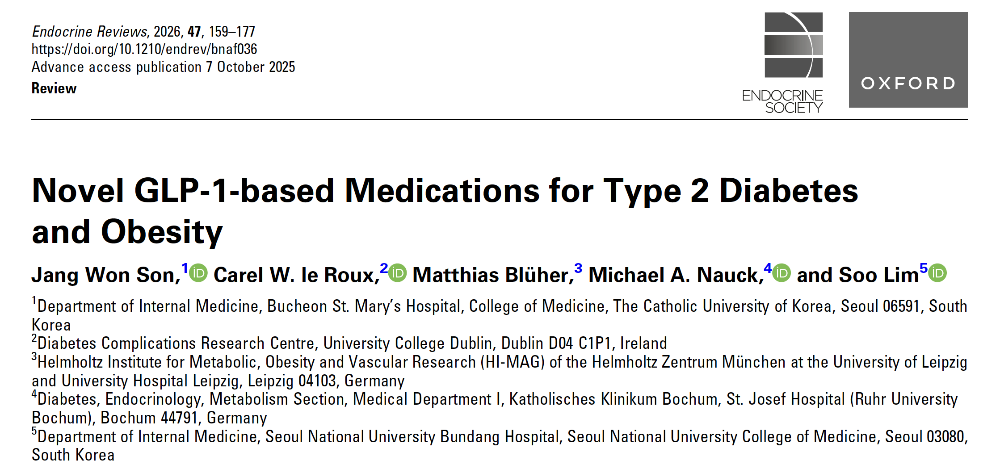 Endocrine Reviews, 2026, 47, 159–177
https://doi.org/10.1210/endrev/bnaf036
Advance access publication 7 October 2025
Review
ENDOCRINE
SOCIETY
OXFORD
Novel GLP-1-based Medications for Type 2 Diabetes
and Obesity
Jang Won Son,1 iD Carel W. le Roux,2 iD Matthias Blüher,3 Michael A. Nauck,4 iD and Soo Lim5 iD
1Department of Internal Medicine, Bucheon St. Mary’s Hospital, College of Medicine, The Catholic University of Korea, Seoul 06591, South
Korea
2Diabetes Complications Research Centre, University College Dublin, Dublin D04 C1P1, Ireland
3Helmholtz Institute for Metabolic, Obesity and Vascular Research (HI-MAG) of the Helmholtz Zentrum München at the University of Leipzig
and University Hospital Leipzig, Leipzig 04103, Germany
4Diabetes, Endocrinology, Metabolism Section, Medical Department I, Katholisches Klinikum Bochum, St. Josef Hospital (Ruhr University
Bochum), Bochum 44791, Germany
5Department of Internal Medicine, Seoul National University Bundang Hospital, Seoul National University College of Medicine, Seoul 03080,
South Korea